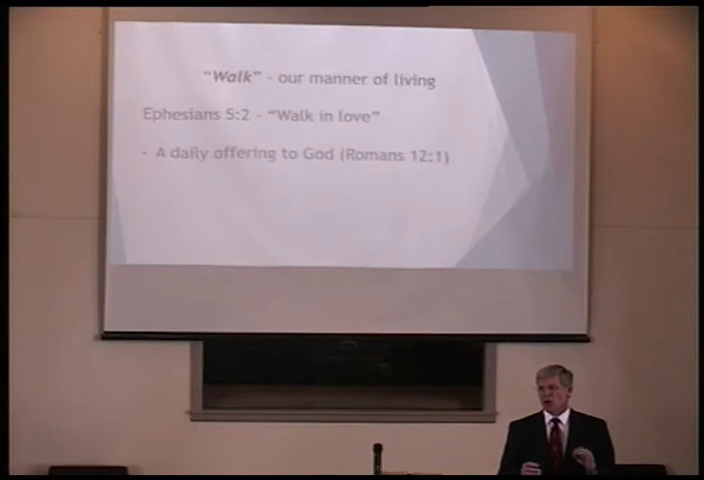 "Walk" - our manner of living
Ephesians 5:2 - "Walk in love"
- A daily offering to God (Romans 12:1)